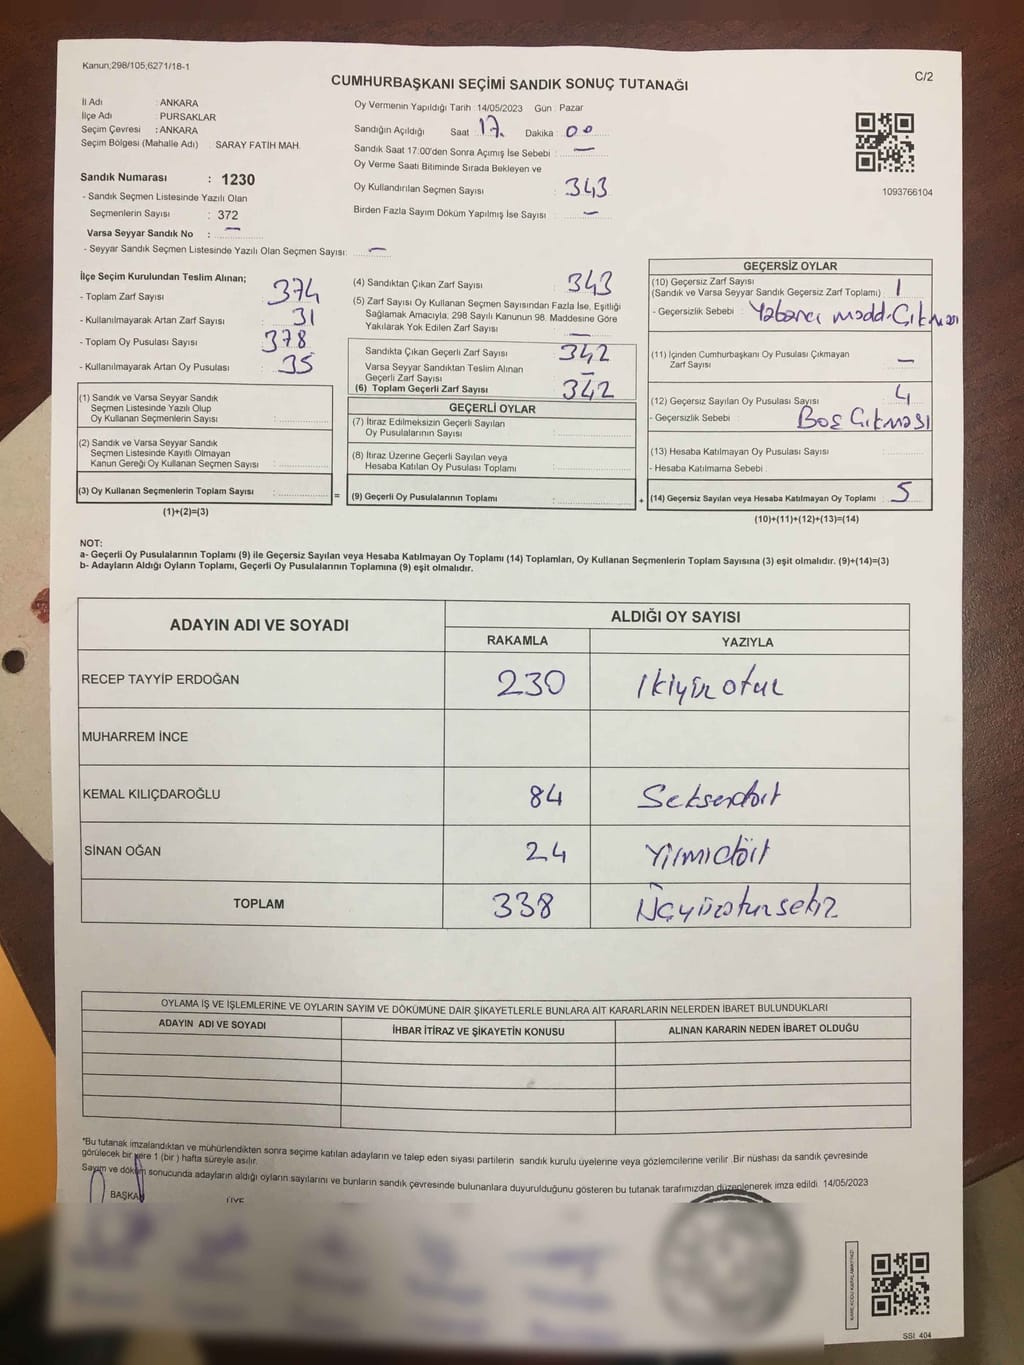 Kanun;298/105,6271/18-1
C/2
CUMHURBAŞKANI SEÇİMİ SANDIK SONUÇ TUTANAĞI
İl Adı : ANKARA
İlçe Adı : PURSAKLAR
Seçim Çevresi : ANKARA
Seçim Bölgesi (Mahalle Adı) : SARAY FATİH MAH.
Sandık Numarası : 1230
- Sandık Seçmen Listesinde Yazılı Olan
Seçmenlerin Sayısı : 372
Varsa Seyyar Sandık No : —
- Seyyar Sandık Seçmen Listesinde Yazılı Olan Seçmen Sayısı: —
Oy Vermenin Yapıldığı Tarih : 14/05/2023 Gün : Pazar
Sandığın Açıldığı Saat : 17. Dakika : 00
Sandık Saat 17:00'den Sonra Açımış İse Sebebi : —
Oy Verme Saati Bitiminde Sırada Bekleyen ve
Oy Kullandırılan Seçmen Sayısı : 343
Birden Fazla Sayım Döküm Yapılmış İse Sayısı : —
1093766104
İlçe Seçim Kurulundan Teslim Alınan;
- Toplam Zarf Sayısı : 374
- Kullanılmayarak Artan Zarf Sayısı : 31
- Toplam Oy Pusulası Sayısı : 378
- Kullanılmayarak Artan Oy Pusulası : 35
(1) Sandık ve Varsa Seyyar Sandık
Seçmen Listesinde Yazılı Olup
Oy Kullanan Seçmenlerin Sayısı :
(2) Sandık ve Varsa Seyyar Sandık
Seçmen Listesinde Kayıtlı Olmayan
Kanun Gereği Oy Kullanan Seçmen Sayısı :
(3) Oy Kullanan Seçmenlerin Toplam Sayısı :
(1)+(2)=(3)
(4) Sandıktan Çıkan Zarf Sayısı : 343
(5) Zarf Sayısı Oy Kullanan Seçmen Sayısından Fazla İse, Eşitliği
Sağlamak Amacıyla, 298 Sayılı Kanunun 98. Maddesine Göre
Yakılarak Yok Edilen Zarf Sayısı : —
Sandıkta Çıkan Geçerli Zarf Sayısı : 342
Varsa Seyyar Sandıktan Teslim Alınan
Geçerli Zarf Sayısı : —
(6) Toplam Geçerli Zarf Sayısı : 342
GEÇERLİ OYLAR
(7) İtiraz Edilmeksizin Geçerli Sayılan
Oy Pusulalarının Sayısı :
(8) İtiraz Üzerine Geçerli Sayılan veya
Hesaba Katılan Oy Pusulası Toplamı :
= (9) Geçerli Oy Pusulalarının Toplamı : +
GEÇERSİZ OYLAR
(10) Geçersiz Zarf Sayısı
(Sandık ve Varsa Seyyar Sandık Geçersiz Zarf Toplamı) : 1
- Geçersizlik Sebebi : Yabancı madd. Çıkması
(11) İçinden Cumhurbaşkanı Oy Pusulası Çıkmayan
Zarf Sayısı : —
(12) Geçersiz Sayılan Oy Pusulası Sayısı : 4
- Geçersizlik Sebebi : Boş Çıkması
(13) Hesaba Katılmayan Oy Pusulası Sayısı :
- Hesaba Katılmama Sebebi :
(14) Geçersiz Sayılan veya Hesaba Katılmayan Oy Toplamı : 5
(10)+(11)+(12)+(13)=(14)
NOT:
a- Geçerli Oy Pusulalarının Toplamı (9) ile Geçersiz Sayılan veya Hesaba Katılmayan Oy Toplamı (14) Toplamları, Oy Kullanan Seçmenlerin Toplam Sayısına (3) eşit olmalıdır. (9)+(14)=(3)
b- Adayların Aldığı Oyların Toplamı, Geçerli Oy Pusulalarının Toplamına (9) eşit olmalıdır.
ADAYIN ADI VE SOYADI ALDIĞI OY SAYISI
RAKAMLA YAZIYLA
RECEP TAYYİP ERDOĞAN 230 İkiyüzotuz
MUHARREM İNCE
KEMAL KILIÇDAROĞLU 84 Seksendört
SİNAN OĞAN 24 Yirmidört
TOPLAM 338 Üçyüzotuzsekiz
OYLAMA İŞ VE İŞLEMLERİNE VE OYLARIN SAYIM VE DÖKÜMÜNE DAİR ŞİKAYETLERLE BUNLARA AİT KARARLARIN NELERDEN İBARET BULUNDUKLARI
ADAYIN ADI VE SOYADI İHBAR İTİRAZ VE ŞİKAYETİN KONUSU ALINAN KARARIN NEDEN İBARET OLDUĞU
*Bu tutanak imzalandıktan ve mühürlendikten sonra seçime katılan adayların ve talep eden siyası partilerin sandık kurulu üyelerine veya gözlemcilerine verilir .Bir nüshası da sandık çevresinde
görülecek bir yere 1 (bir ) hafta süreyle asılır.
Sayım ve döküm sonucunda adayların aldığı oyların sayılarını ve bunların sandık çevresinde bulunanlara duyurulduğunu gösteren bu tutanak tarafımızdan düzenlenerek imza edildi. 14/05/2023
BAŞKAN ÜYE
KARE KODU KARALAMAYINIZ!
SSI 404